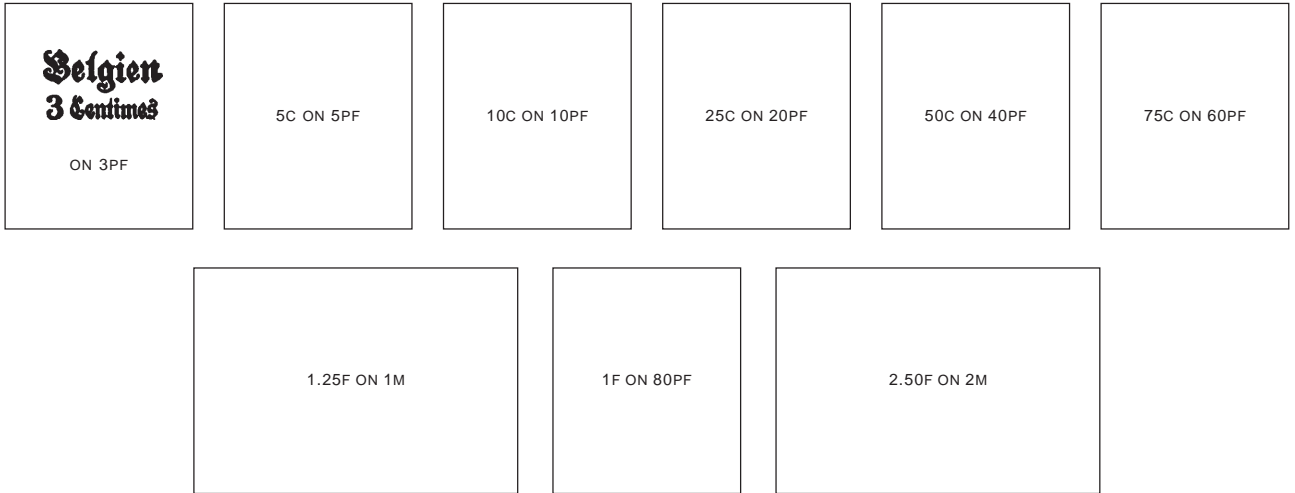 Belgien
3 Centimes
ON 3PF
5C ON 5PF
10C ON 10PF
25C ON 20PF
50C ON 40PF
75C ON 60PF
1.25F ON 1M
1F ON 80PF
2.50F ON 2M